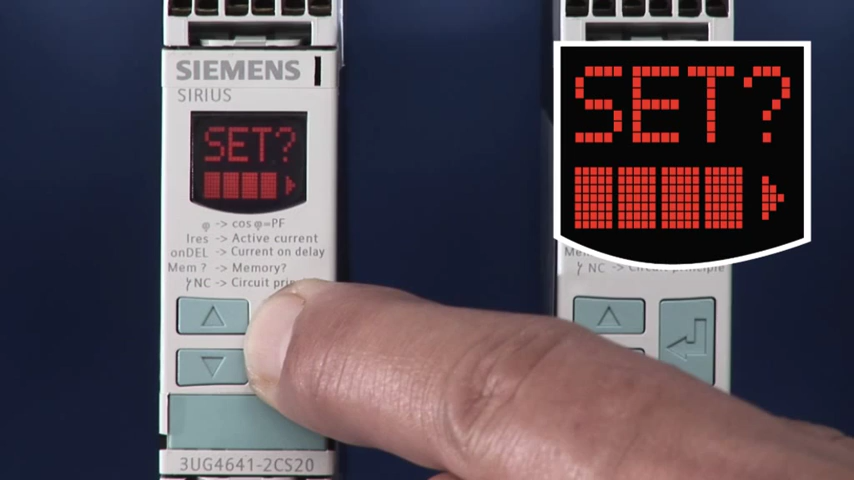 SIEMENS
SIRIUS
SET?
φ -> cos φ=PF
Ires -> Active current
onDEL -> Current on delay
Mem ? -> Memory?
NC -> Circuit
3UG4641-2CS20
SET?
NC -> Circuit principle